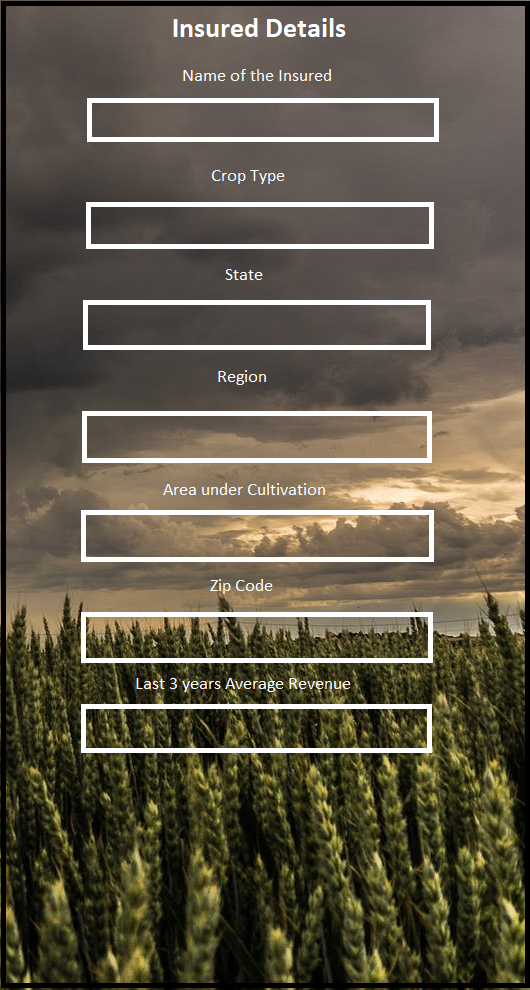 Insured Details
Name of the Insured
Crop Type
State
Region
Area under Cultivation
Zip Code
Last 3 years Average Revenue